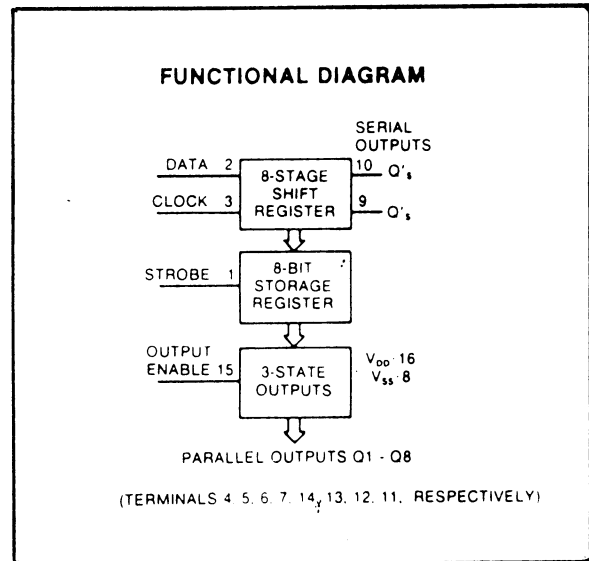 FUNCTIONAL DIAGRAM
SERIAL
OUTPUTS
DATA 2
10 Q's
8-STAGE
SHIFT
REGISTER
CLOCK 3
9 Q's
STROBE 1
8-BIT
STORAGE
REGISTER
OUTPUT
ENABLE 15
3-STATE
OUTPUTS
VDD · 16
VSS · 8
PARALLEL OUTPUTS Q1 - Q8
(TERMINALS 4, 5, 6, 7, 14, 13, 12, 11, RESPECTIVELY)